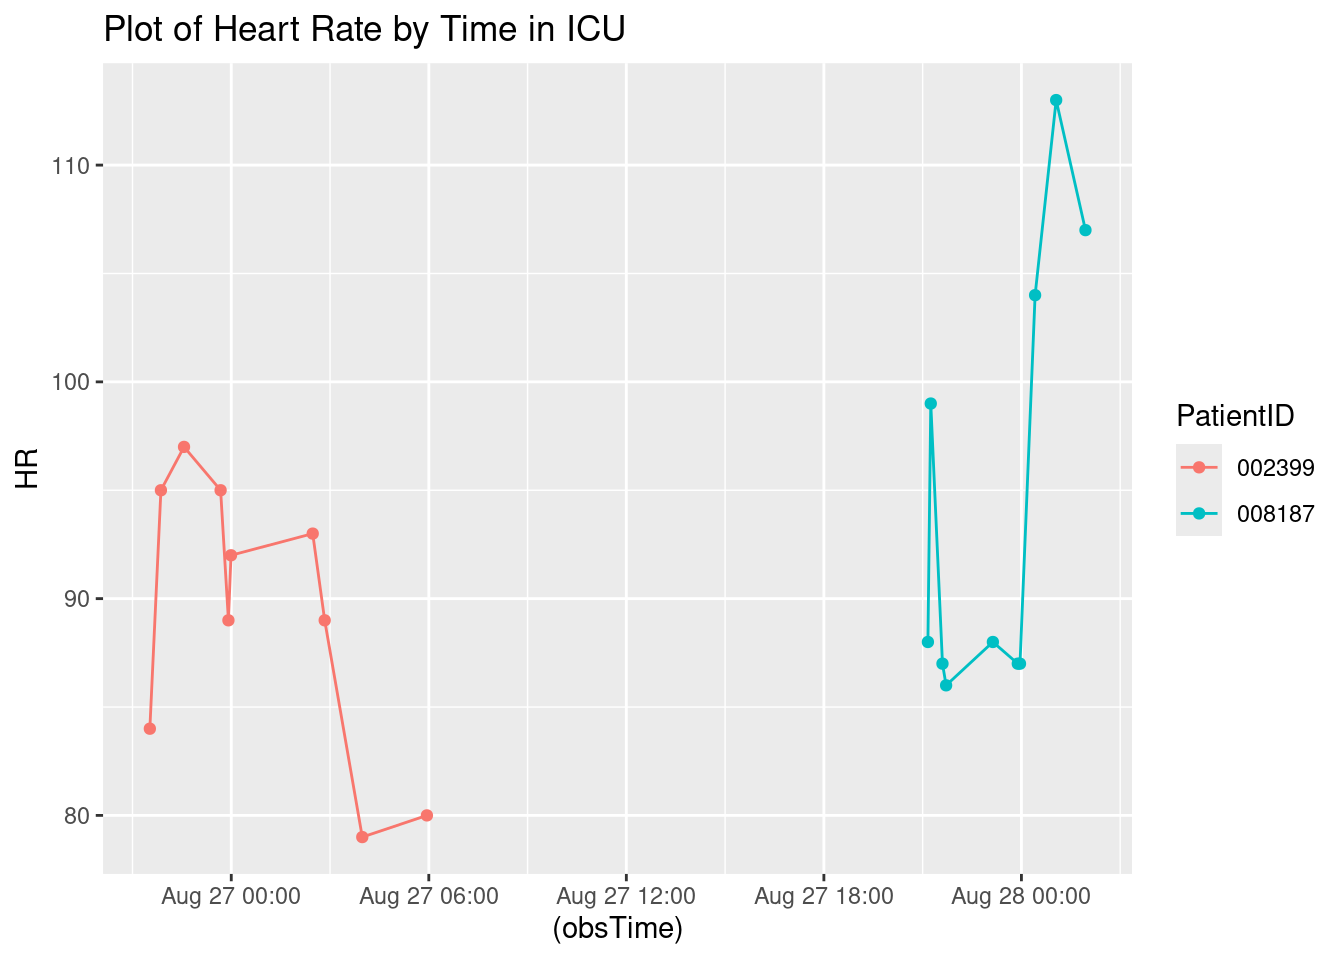 Plot of Heart Rate by Time in ICU
HR
110
100
90
80
Aug 27 00:00
Aug 27 06:00
Aug 27 12:00
Aug 27 18:00
Aug 28 00:00
(obsTime)
PatientID
002399
008187